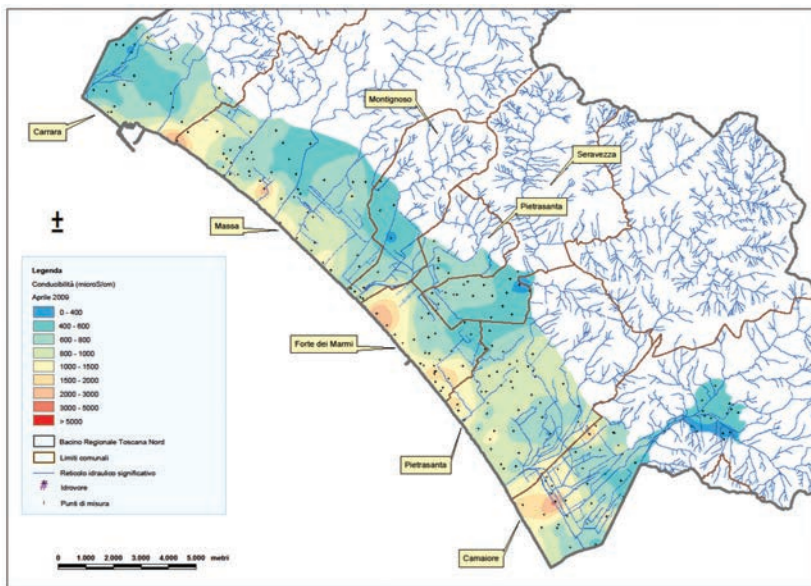 Montignoso
Carrara
Seravezza
Pietrasanta
Massa
Legenda
Conducibilità (microS/cm)
Aprile 2009
0 - 400
400 - 600
600 - 800
800 - 1000
1000 - 1500
1500 - 2000
2000 - 3000
3000 - 5000
> 5000
Bacino Regionale Toscana Nord
Limiti comunali
Reticolo idraulico significativo
Idrovore
Punti di misura
Forte dei Marmi
Pietrasanta
Camaiore
0 1.000 2.000 3.000 4.000 5.000 metri